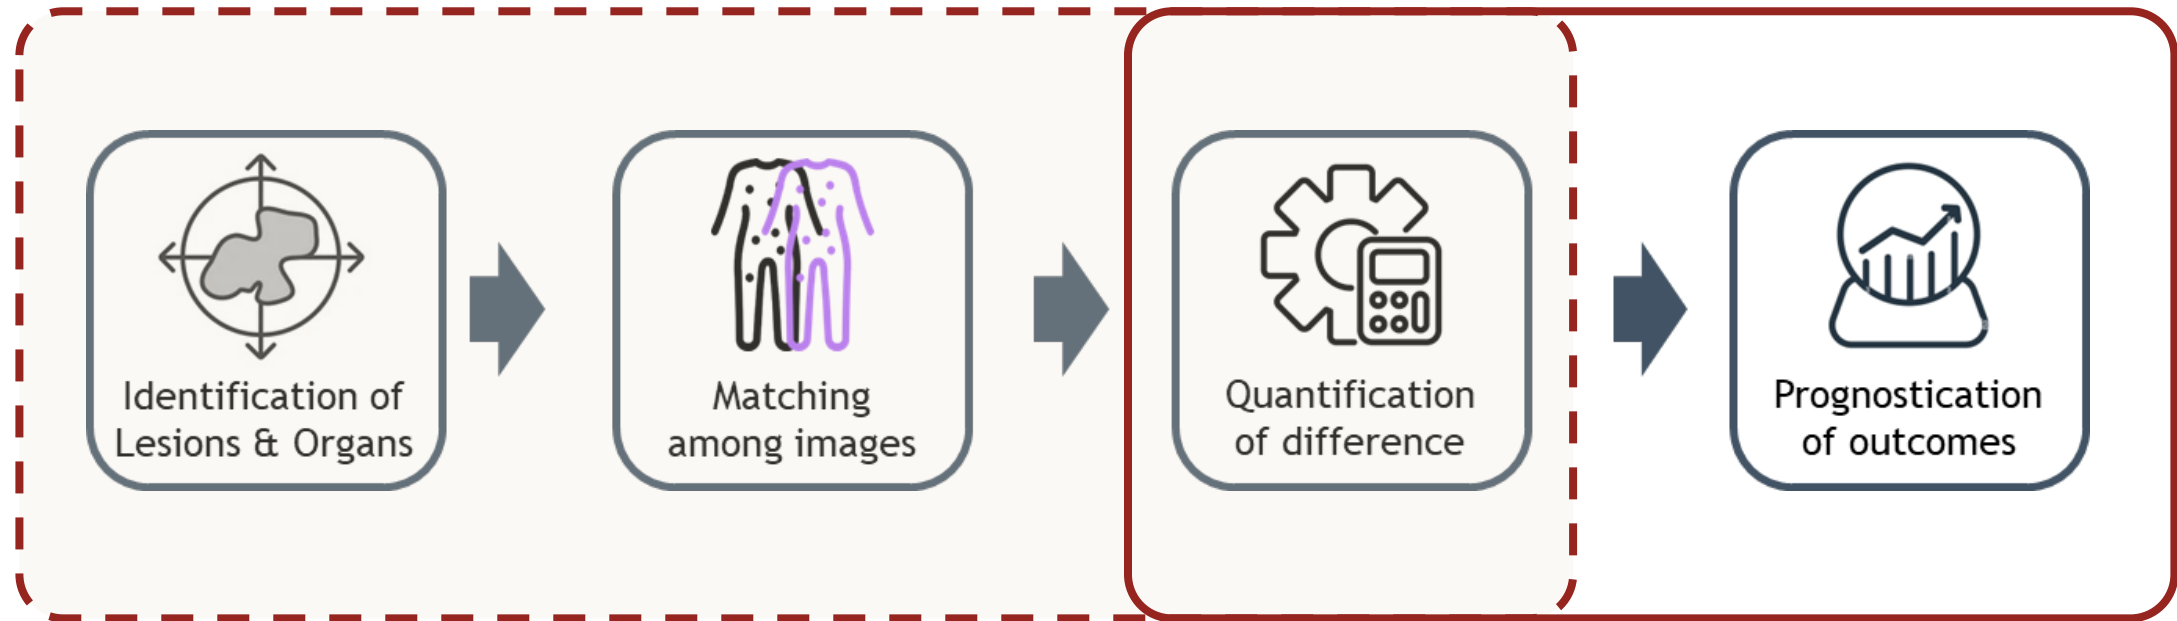 Identification of
Lesions & Organs
Matching
among images
Quantification
of difference
Prognostication
of outcomes